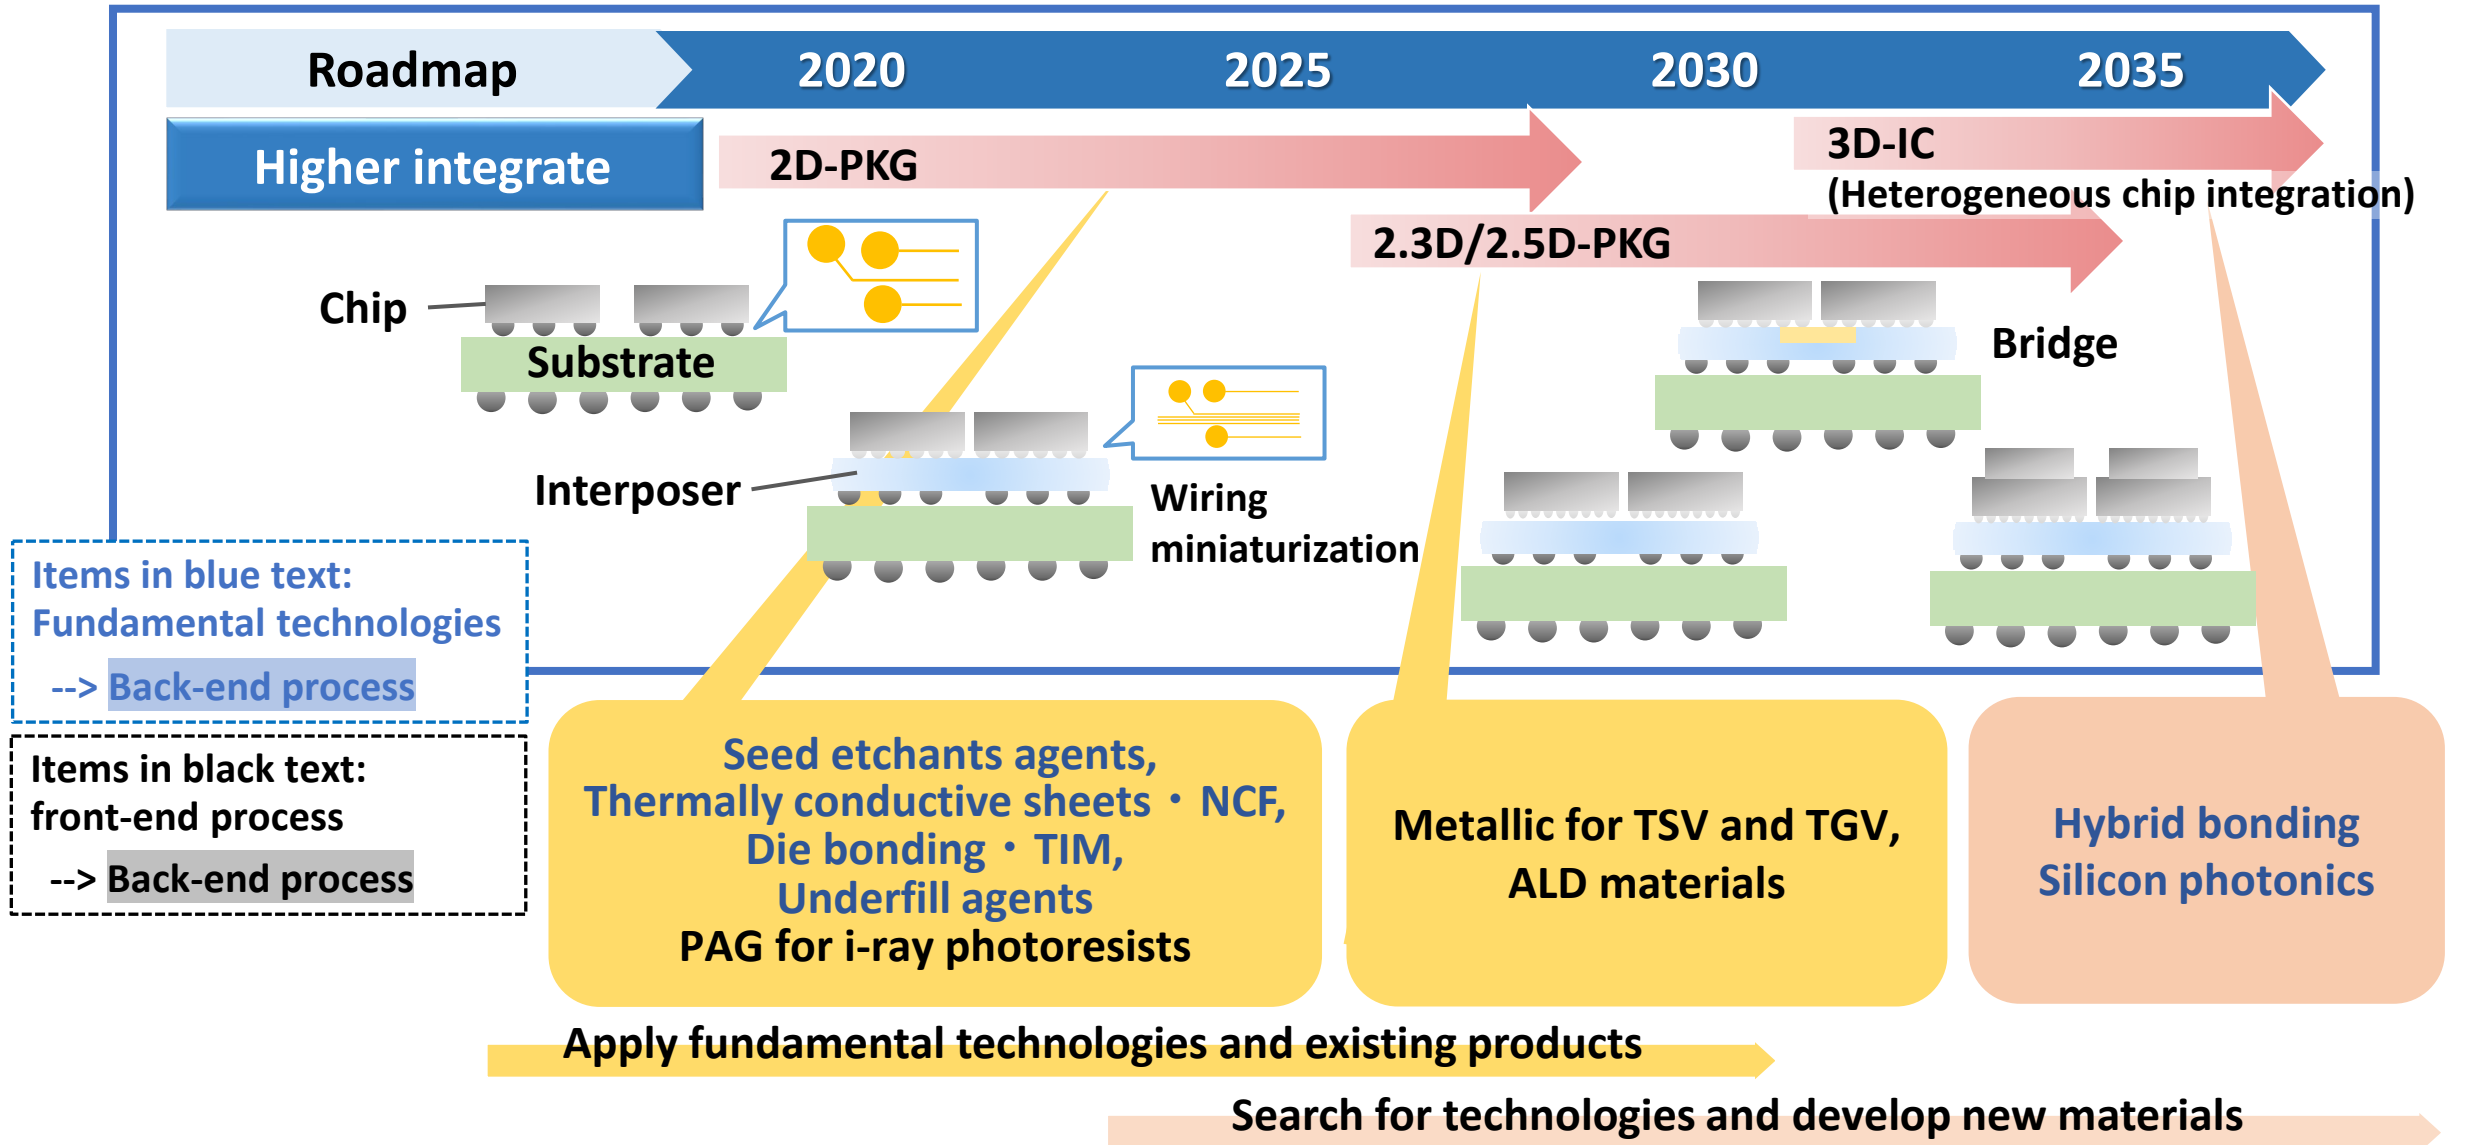 Roadmap
2020
2025
2030
2035
Higher integrate
2D-PKG
3D-IC
(Heterogeneous chip integration)
2.3D/2.5D-PKG
Chip
Substrate
Bridge
Interposer
Wiring
miniaturization
Items in blue text:
Fundamental technologies
--> Back-end process
Items in black text:
front-end process
--> Back-end process
Seed etchants agents,
Thermally conductive sheets・NCF,
Die bonding・TIM,
Underfill agents
PAG for i-ray photoresists
Metallic for TSV and TGV,
ALD materials
Hybrid bonding
Silicon photonics
Apply fundamental technologies and existing products
Search for technologies and develop new materials